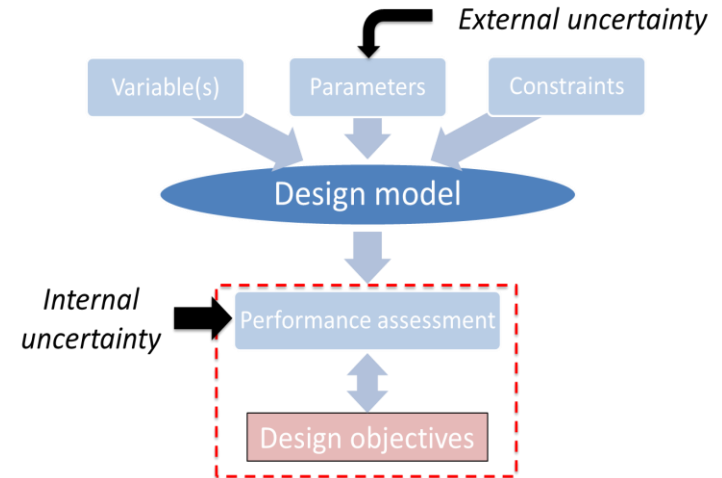 External uncertainty
Variable(s)
Parameters
Constraints
Design model
Internal
uncertainty
Performance assessment
Design objectives